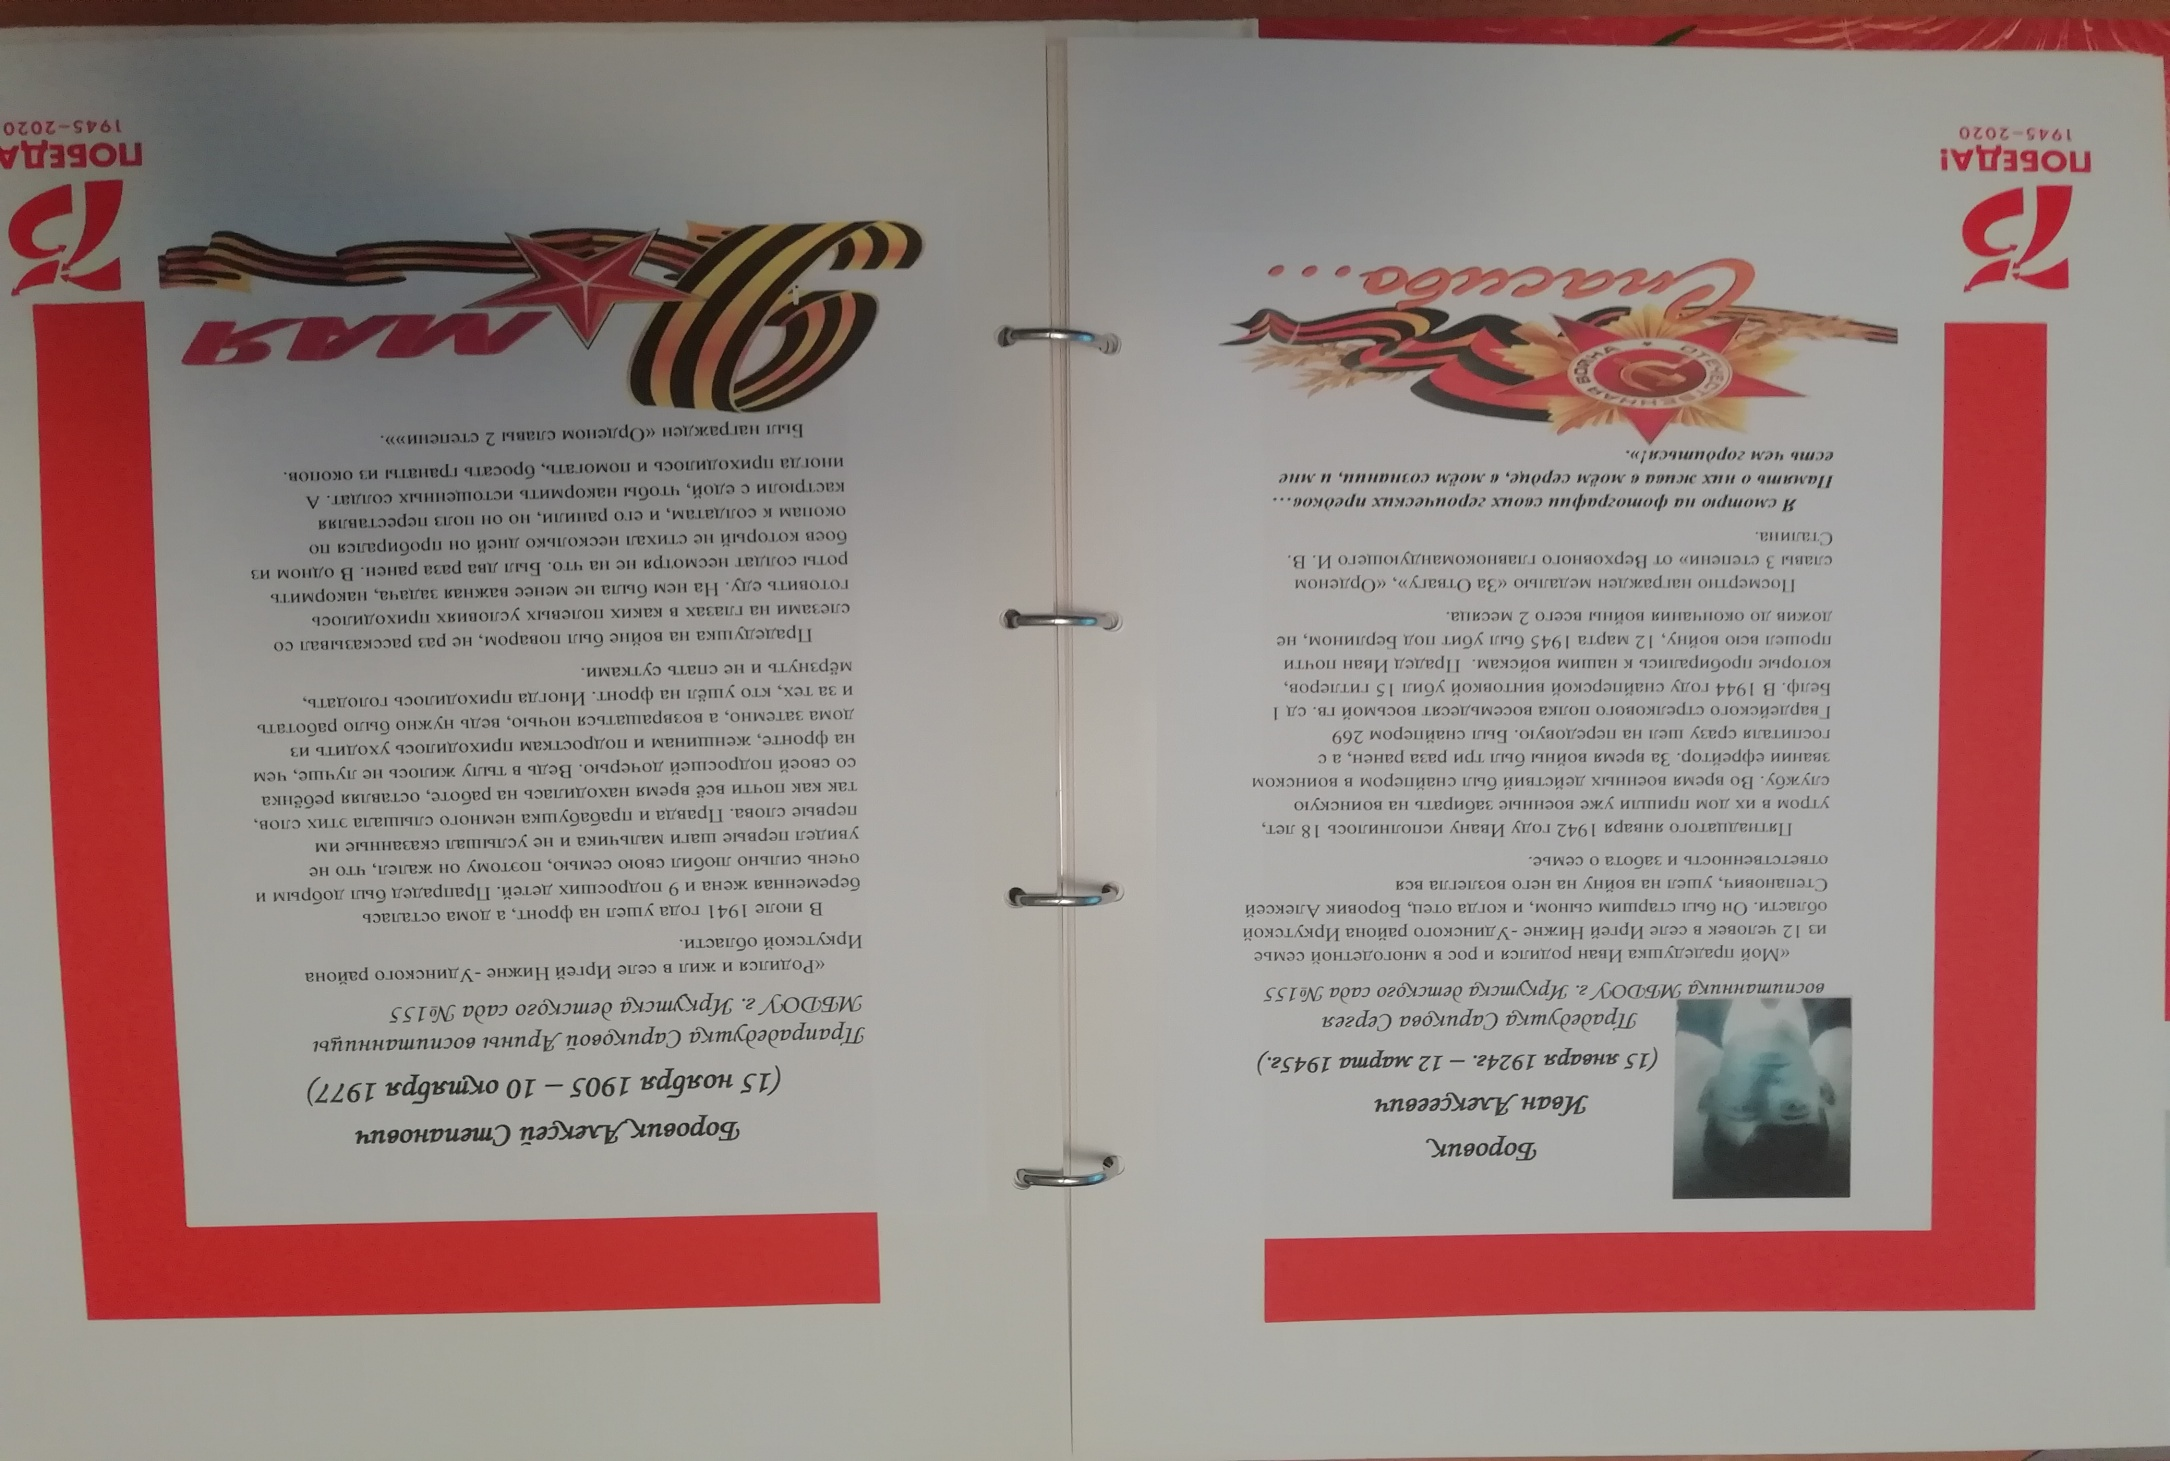 Боровик
Иван Алексеевич
(15 января 1924г. – 12 марта 1945г.)
Прадедушка Сарикова Сергея
воспитанника МБДОУ г. Иркутска детского сада №155
«Мой прадедушка Иван родился и рос в многодетной семье
из 12 человек в селе Иргей Нижне -Удинского района Иркутской
области. Он был старшим сыном, и когда отец, Боровик Алексей
Степанович, ушел на войну на него возлегла вся
ответственность и забота о семье.
Пятнадцатого января 1942 году Ивану исполнилось 18 лет,
утром в их дом пришли уже военные забирать на воинскую
службу. Во время военных действий был снайпером в воинском
звании ефрейтор. За время войны был три раза ранен, а с
госпиталя сразу шел на передовую. Был снайпером 269
Гвардейского стрелкового полка восемьдесят восьмой гв. сд 1
Белф. В 1944 году снайперской винтовкой убил 15 гитлеров,
которые пробирались к нашим войскам. Прадед Иван почти
прошел всю войну, 12 марта 1945 был убит под Берлином, не
дожив до окончания войны всего 2 месяца.
Посмертно награжден медалью «За Отвагу», «Орденом
славы 3 степени» от Верховного главнокомандующего И. В.
Сталина.
Я смотрю на фотографии своих героических предков…
Память о них жива в моём сердце, в моём сознании, и мне
есть чем гордиться!».
ОТЕЧЕСТВЕННАЯ ВОЙНА
Спасибо...
75
ПОБЕДА!
1945–2020
Боровик Алексей Степанович
(15 ноября 1905 – 10 октября 1977)
Прапрадедушка Сариковой Арины воспитанницы
МБДОУ г. Иркутска детского сада №155
«Родился и жил в селе Иргей Нижне -Удинского района
Иркутской области.
В июле 1941 года ушел на фронт, а дома осталась
беременная жена и 9 подросших детей. Прапрадед был добрым и
очень сильно любил свою семью, поэтому он жалел, что не
увидел первые шаги мальчика и не услышал сказанные им
первые слова. Правда и прабабушка немного слышала этих слов,
так как почти всё время находилась на работе, оставляя ребёнка
со своей подросшей дочерью. Ведь в тылу жилось не лучше, чем
на фронте, женщинам и подросткам приходилось уходить из
дома затемно, а возвращаться ночью, ведь нужно было работать
и за тех, кто ушёл на фронт. Иногда приходилось голодать,
мёрзнуть и не спать сутками.
Прадедушка на войне был поваром, не раз рассказывал со
слезами на глазах в каких полевых условиях приходилось
готовить еду. На нем была не менее важная задача, накормить
роты солдат несмотря не на что. Был два раза ранен. В одном из
боев который не стихал несколько дней он пробирался по
окопам к солдатам, и его ранили, но он полз переставляя
кастрюли с едой, чтобы накормить истощенных солдат. А
иногда приходилось и помогать, бросать гранаты из окопов.
Был награжден «Орденом славы 2 степени»».
9 МАЯ
75
ПОБЕДА
1945–2020